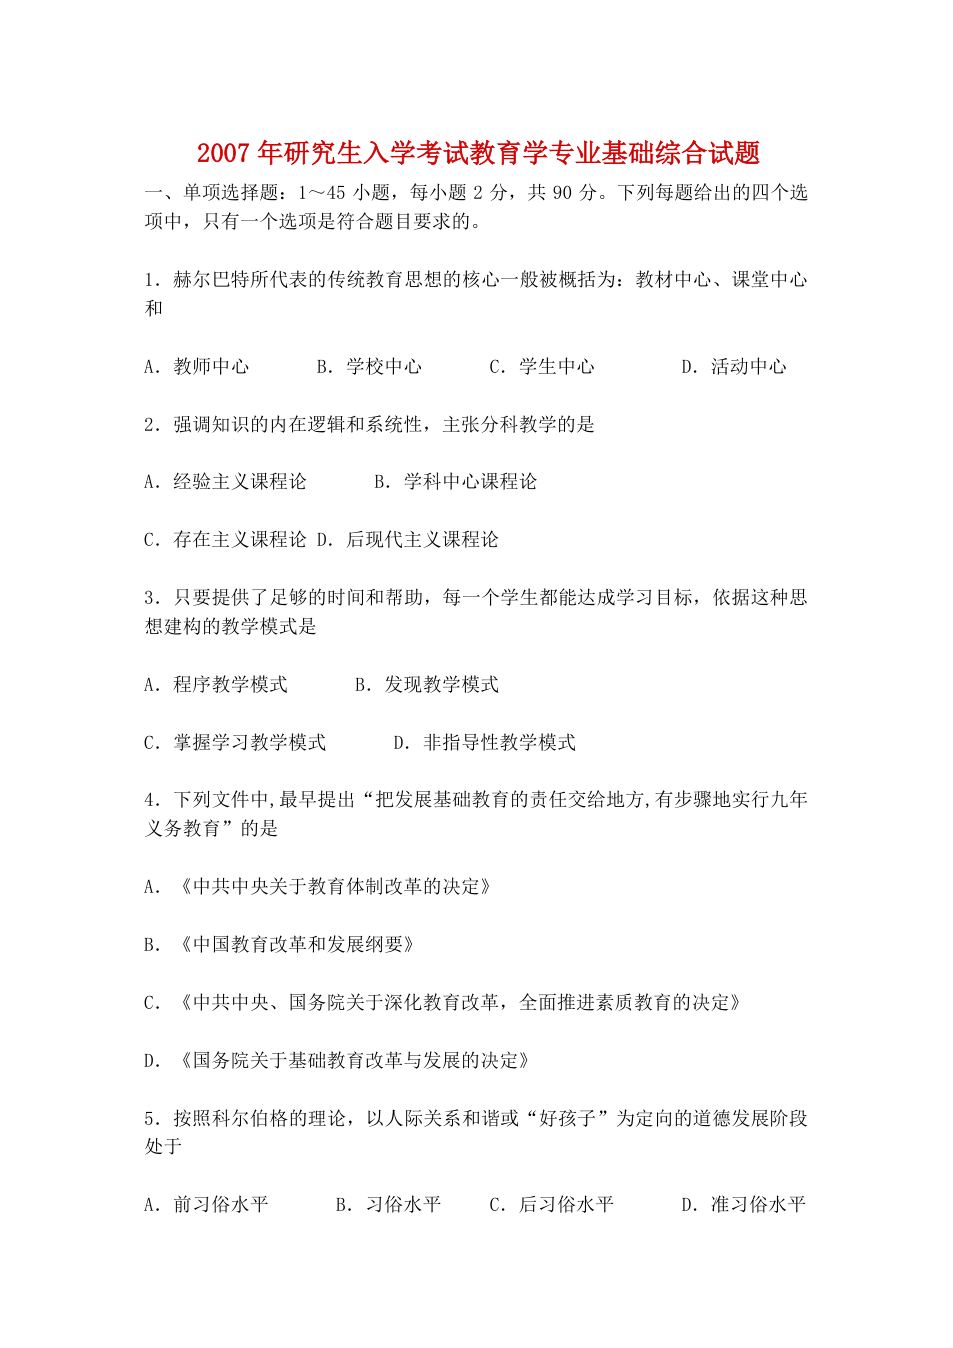 2007 年研究生入学考试教育学专业基础综合试题
一、单项选择题：1～45 小题，每小题 2 分，共 90 分。下列每题给出的四个选
项中，只有一个选项是符合题目要求的。
1．赫尔巴特所代表的传统教育思想的核心一般被概括为：教材中心、课堂中心
和
A．教师中心 B．学校中心 C．学生中心 D．活动中心
2．强调知识的内在逻辑和系统性，主张分科教学的是
A．经验主义课程论 B．学科中心课程论
C．存在主义课程论 D．后现代主义课程论
3．只要提供了足够的时间和帮助，每一个学生都能达成学习目标，依据这种思
想建构的教学模式是
A．程序教学模式 B．发现教学模式
C．掌握学习教学模式 D．非指导性教学模式
4．下列文件中,最早提出“把发展基础教育的责任交给地方,有步骤地实行九年
义务教育”的是
A．《中共中央关于教育体制改革的决定》
B．《中国教育改革和发展纲要》
C．《中共中央、国务院关于深化教育改革，全面推进素质教育的决定》
D．《国务院关于基础教育改革与发展的决定》
5．按照科尔伯格的理论，以人际关系和谐或“好孩子”为定向的道德发展阶段
处于
A．前习俗水平 B．习俗水平 C．后习俗水平 D．准习俗水平